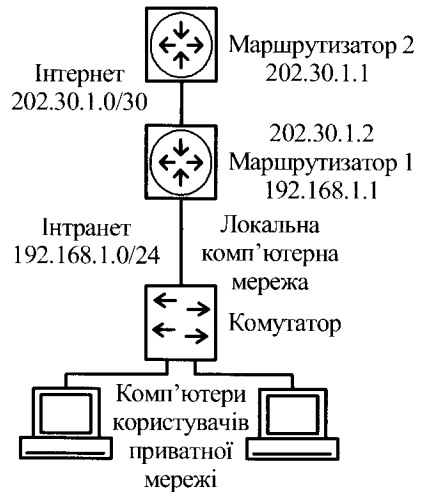 Маршрутизатор 2
202.30.1.1
Інтернет
202.30.1.0/30
202.30.1.2
Маршрутизатор 1
192.168.1.1
Інтранет
192.168.1.0/24
Локальна
комп’ютерна
мережа
Комутатор
Комп’ютери
користувачів
приватної
мережі